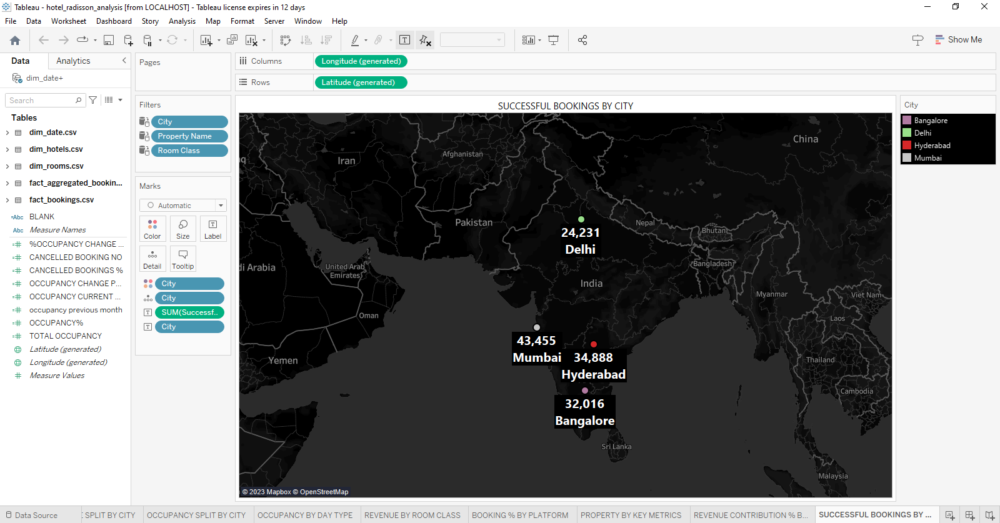 Tableau - hotel_radisson_analysis [from LOCALHOST] - Tableau license expires in 12 days
File Data Worksheet Dashboard Story Analysis Map Format Server Window Help
Show Me
Data Analytics
dim_date+
Search
Tables
dim_date.csv
dim_hotels.csv
dim_rooms.csv
fact_aggregated_bookin...
fact_bookings.csv
=Abc BLANK
Abc Measure Names
%OCCUPANCY CHANGE ...
CANCELLED BOOKING NO
CANCELLED BOOKINGS %
OCCUPANCY CHANGE P...
OCCUPANCY CURRENT ...
occupancy previous month
OCCUPANCY%
TOTAL OCCUPANCY
Latitude (generated)
Longitude (generated)
Measure Values
Pages
Filters
City
Property Name
Room Class
Marks
Automatic
Color Size Label
Detail Tooltip
City
City
SUM(Successf..
City
Columns Longitude (generated)
Rows Latitude (generated)
SUCCESSFUL BOOKINGS BY CITY
China
Afghanistan
Iran
Pakistan
Nepal
Bhutan
24,231
Delhi
Bangladesh
di Arabia
United Arab
Emirates
India
Myanmar
Viet Nam
Oman
Laos
43,455
Mumbai
34,888
Hyderabad
Yemen
Thailand
Cambodia
32,016
Bangalore
Sri Lanka
Malaysia
© 2023 Mapbox © OpenStreetMap
City
Bangalore
Delhi
Hyderabad
Mumbai
Data Source
SPLIT BY CITY
OCCUPANCY SPLIT BY CITY
OCCUPANCY BY DAY TYPE
REVENUE BY ROOM CLASS
BOOKING % BY PLATFORM
PROPERTY BY KEY METRICS
REVENUE CONTRIBUTION % B...
SUCCESSFUL BOOKINGS BY ...